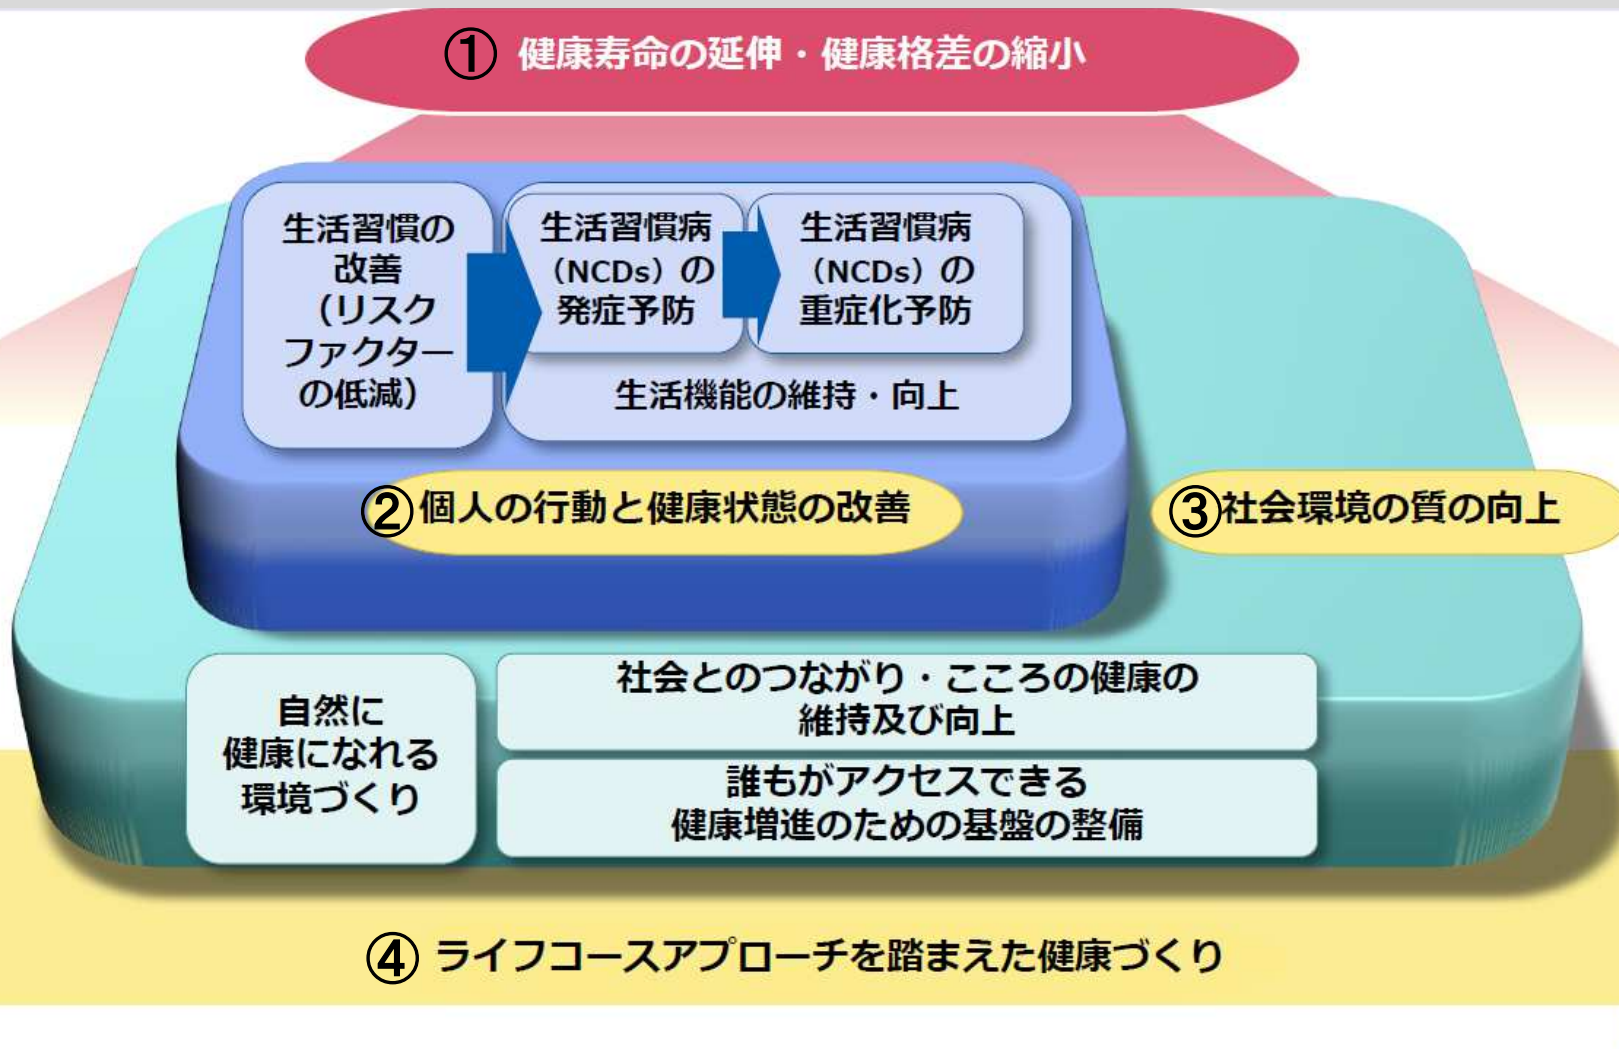 ① 健康寿命の延伸・健康格差の縮小
生活習慣の
改善
（リスク
ファクター
の低減）
生活習慣病
（NCDs）の
発症予防
生活習慣病
（NCDs）の
重症化予防
生活機能の維持・向上
②個人の行動と健康状態の改善
③社会環境の質の向上
自然に
健康になれる
環境づくり
社会とのつながり・こころの健康の
維持及び向上
誰もがアクセスできる
健康増進のための基盤の整備
④ ライフコースアプローチを踏まえた健康づくり